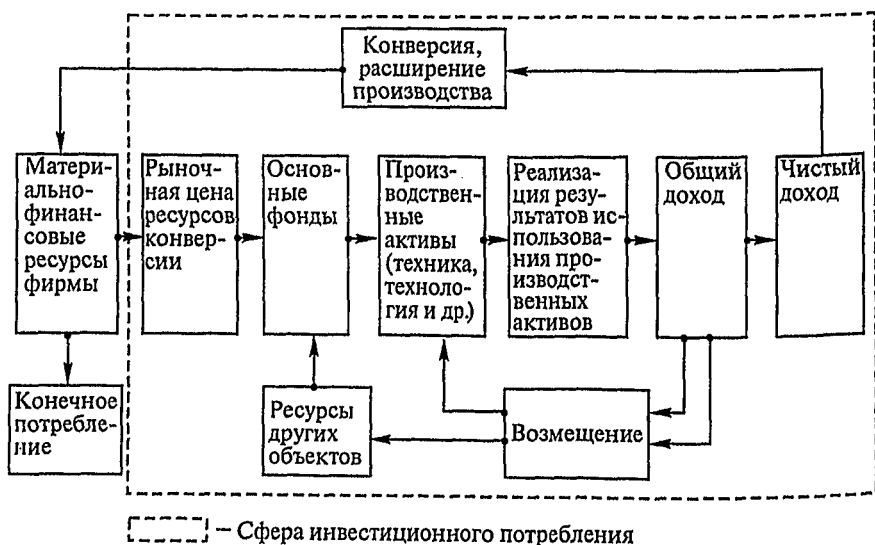 Конверсия,
расширение
производства
Матери-
ально-
финан-
совые
ресурсы
фирмы
Рыноч-
ная цена
ресурсов
конвер-
сии
Основ-
ные
фонды
Произ-
водствен-
ные
активы
(техника,
техноло-
гия и др.)
Реализа-
ция резу-
льтатов ис-
пользова-
ния про-
изводст-
венных
активов
Общий
доход
Чистый
доход
Конечное
потребле-
ние
Ресурсы
других
объектов
Возмещение
– Сфера инвестиционного потребления